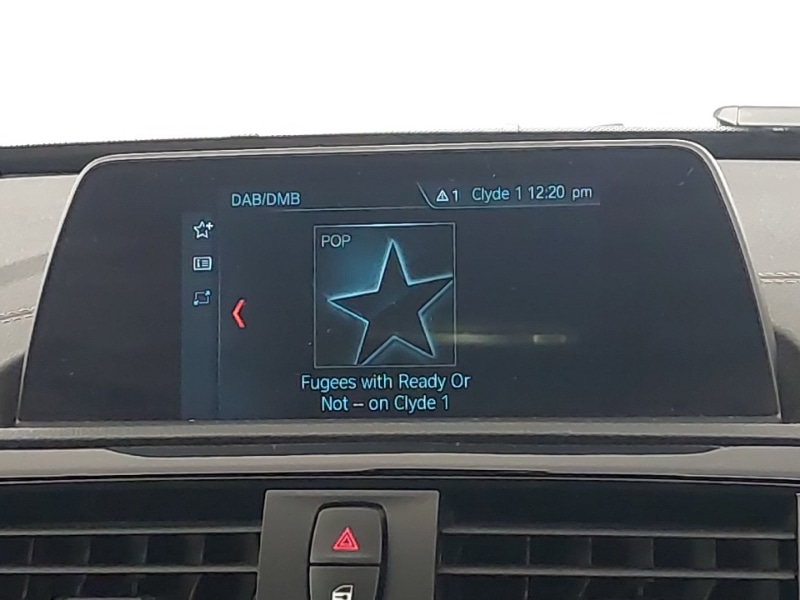 DAB/DMB
1 Clyde 1 12:20 pm
POP
Fugees with Ready Or
Not – on Clyde 1